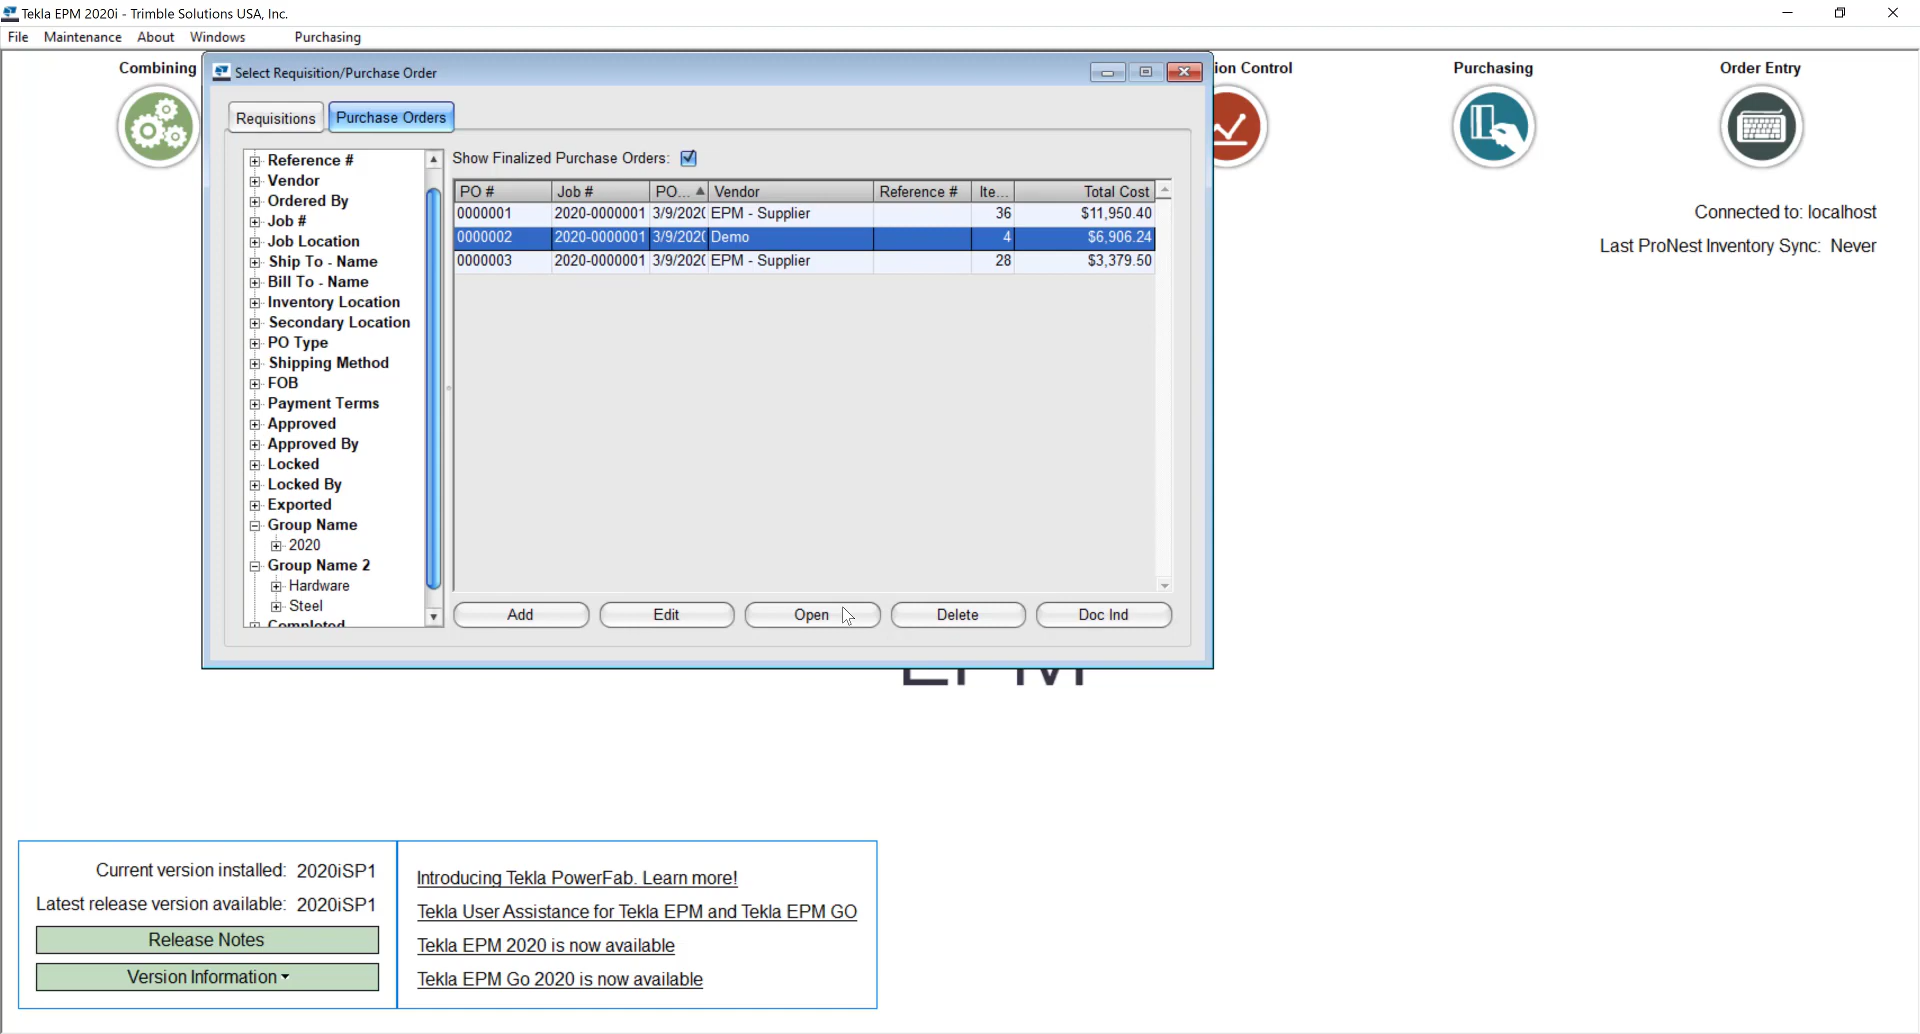 Tekla EPM 2020i - Trimble Solutions USA, Inc.
File Maintenance About Windows Purchasing
Combining
ion Control
Purchasing
Order Entry
Select Requisition/Purchase Order
Requisitions
Purchase Orders
Show Finalized Purchase Orders:
Reference #
Vendor
Ordered By
Job #
Job Location
Ship To - Name
Bill To - Name
Inventory Location
Secondary Location
PO Type
Shipping Method
FOB
Payment Terms
Approved
Approved By
Locked
Locked By
Exported
Group Name
2020
Group Name 2
Hardware
Steel
Completed
PO # Job # PO... Vendor Reference # Ite... Total Cost
0000001 2020-0000001 3/9/2020 EPM - Supplier 36 $11,950.40
0000002 2020-0000001 3/9/2020 Demo 4 $6,906.24
0000003 2020-0000001 3/9/2020 EPM - Supplier 28 $3,379.50
Add Edit Open Delete Doc Ind
Connected to: localhost
Last ProNest Inventory Sync: Never
EPM
Current version installed: 2020iSP1
Latest release version available: 2020iSP1
Release Notes
Version Information
Introducing Tekla PowerFab. Learn more!
Tekla User Assistance for Tekla EPM and Tekla EPM GO
Tekla EPM 2020 is now available
Tekla EPM Go 2020 is now available